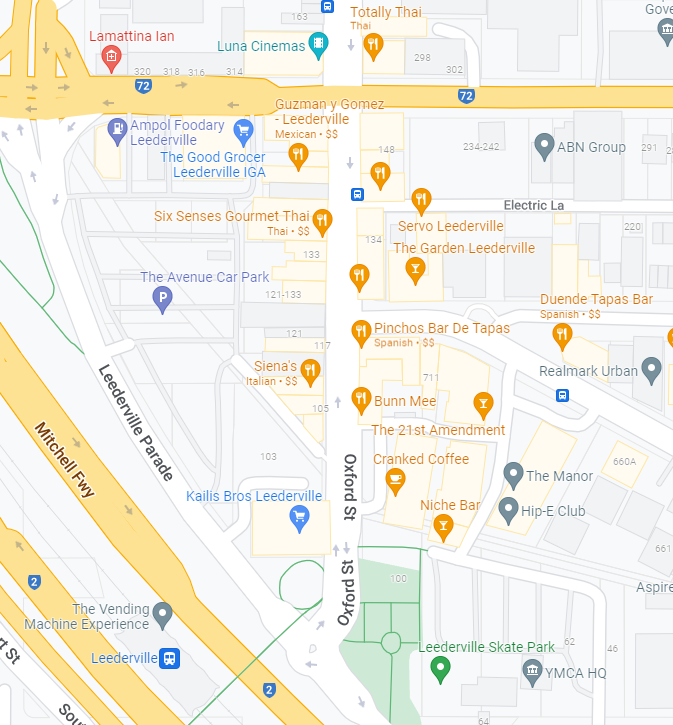 163
Totally Thai
Thai
Gove
Lamattina Ian
Luna Cinemas
298
302
320
318
316
314
72
72
Guzman y Gomez
- Leederville
Mexican • $$
Ampol Foodary
Leederville
The Good Grocer
Leederville IGA
148
234-242
ABN Group
291
Electric La
Six Senses Gourmet Thai
Thai • $$
Servo Leederville
134
220
133
The Garden Leederville
The Avenue Car Park
P
121-133
Duende Tapas Bar
Spanish • $$
121
Pinchos Bar De Tapas
Spanish • $$
117
Siena's
Italian • $$
711
Realmark Urban
Leederville Parade
105
Bunn Mee
The 21st Amendment
Mitchell Fwy
103
Cranked Coffee
660A
Oxford St
The Manor
Kailis Bros Leederville
Niche Bar
Hip-E Club
661
2
Oxford St
100
Aspire
The Vending
Machine Experience
62
46
rt St
Leederville
Leederville Skate Park
YMCA HQ
2
Sou
64